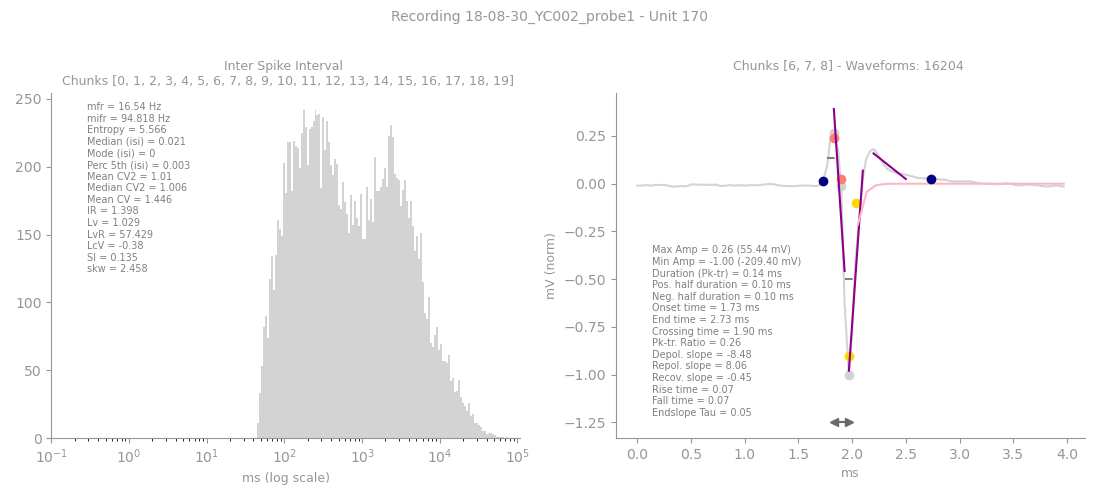 Recording 18-08-30_YC002_probe1 - Unit 170
Inter Spike Interval
Chunks [0, 1, 2, 3, 4, 5, 6, 7, 8, 9, 10, 11, 12, 13, 14, 15, 16, 17, 18, 19]
250
200
150
100
50
0
mfr = 16.54 Hz
mifr = 94.818 Hz
Entropy = 5.566
Median (isi) = 0.021
Mode (isi) = 0
Perc 5th (isi) = 0.003
Mean CV2 = 1.01
Median CV2 = 1.006
Mean CV = 1.446
IR = 1.398
Lv = 1.029
LvR = 57.429
LcV = -0.38
SI = 0.135
skw = 2.458
10⁻¹ 10⁰ 10¹ 10² 10³ 10⁴ 10⁵
ms (log scale)
Chunks [6, 7, 8] - Waveforms: 16204
mV (norm)
0.25
0.00
−0.25
−0.50
−0.75
−1.00
−1.25
Max Amp = 0.26 (55.44 mV)
Min Amp = -1.00 (-209.40 mV)
Duration (Pk-tr) = 0.14 ms
Pos. half duration = 0.10 ms
Neg. half duration = 0.10 ms
Onset time = 1.73 ms
End time = 2.73 ms
Crossing time = 1.90 ms
Pk-tr. Ratio = 0.26
Depol. slope = -8.48
Repol. slope = 8.06
Recov. slope = -0.45
Rise time = 0.07
Fall time = 0.07
Endslope Tau = 0.05
0.0 0.5 1.0 1.5 2.0 2.5 3.0 3.5 4.0
ms